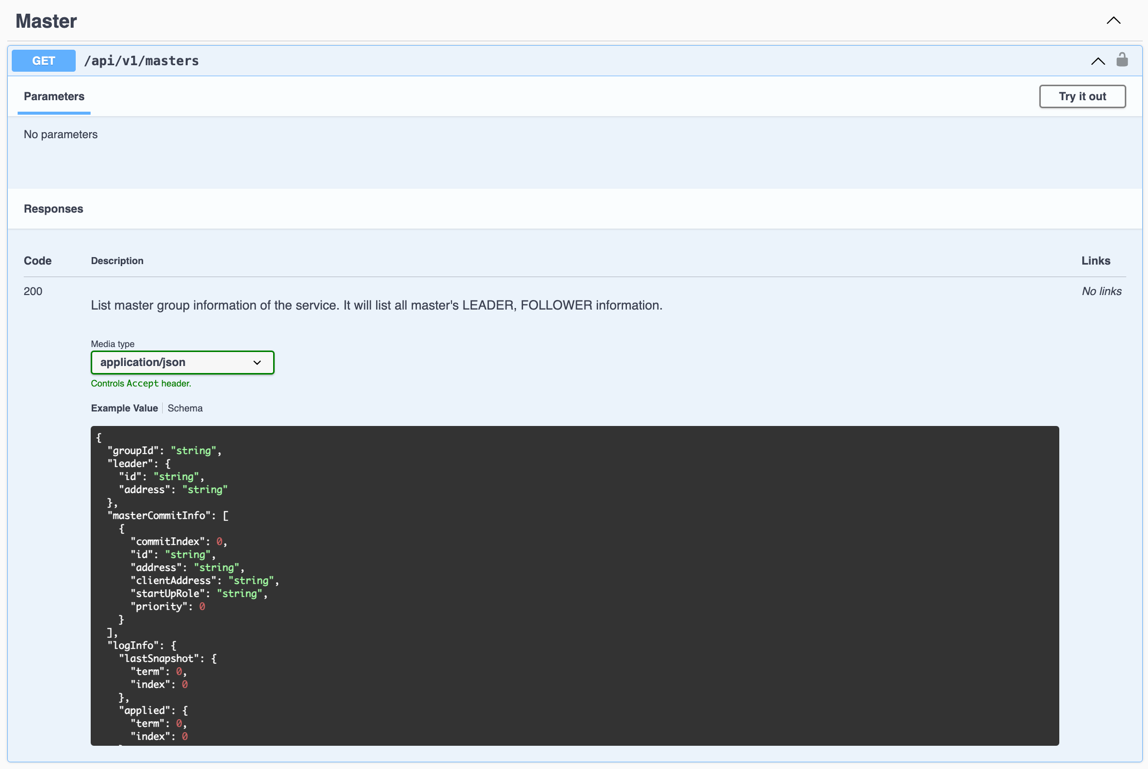 Master
GET /api/v1/masters
Parameters
Try it out
No parameters
Responses
Code Description Links
200 No links
List master group information of the service. It will list all master's LEADER, FOLLOWER information.
Media type
application/json
Controls Accept header.
Example Value Schema
{
  "groupId": "string",
  "leader": {
    "id": "string",
    "address": "string"
  },
  "masterCommitInfo": [
    {
      "commitIndex": 0,
      "id": "string",
      "address": "string",
      "clientAddress": "string",
      "startUpRole": "string",
      "priority": 0
    }
  ],
  "logInfo": {
    "lastSnapshot": {
      "term": 0,
      "index": 0
    },
    "applied": {
      "term": 0,
      "index": 0